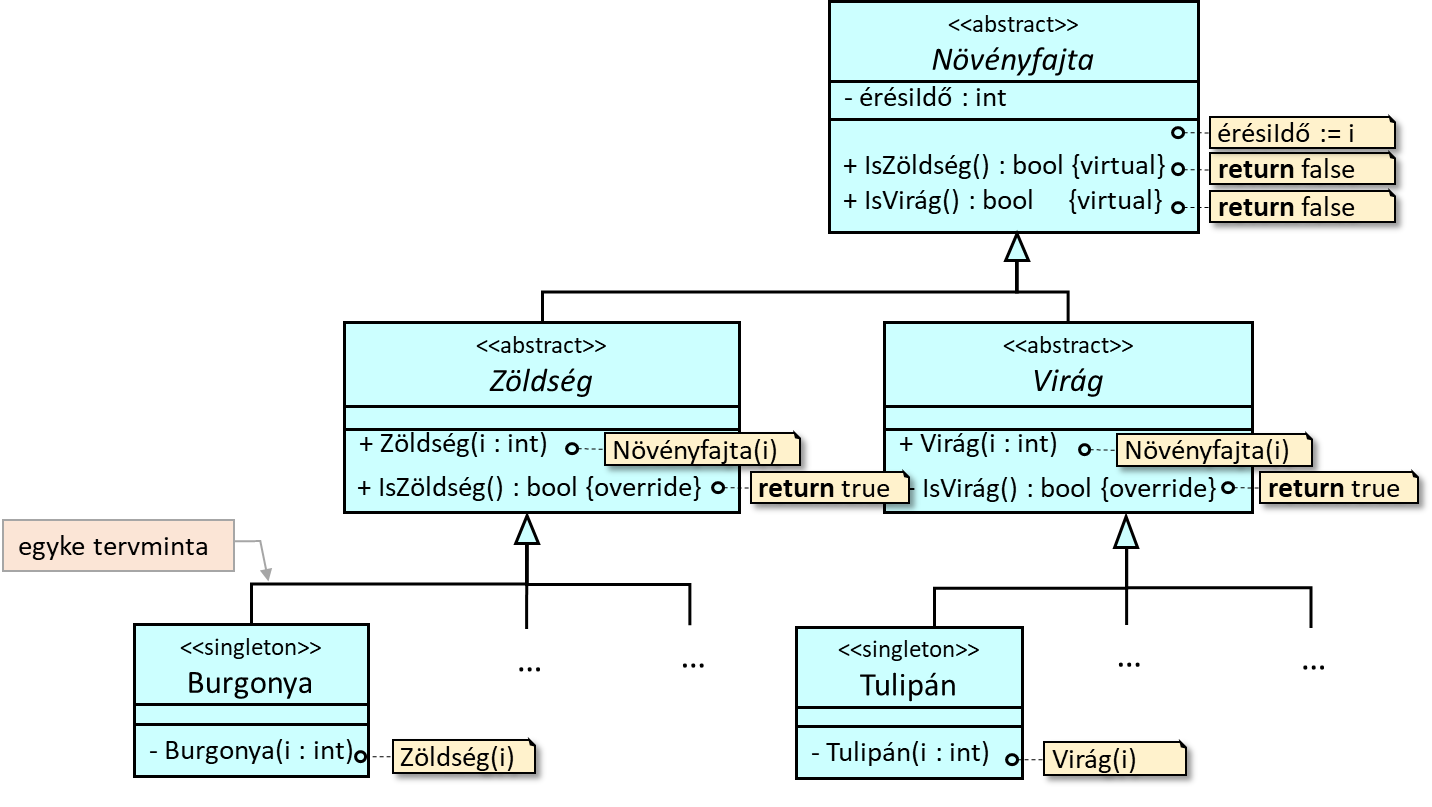 <<abstract>>
Növényfajta
- érésiIdő : int
érésiIdő := i
+ IsZöldség() : bool {virtual}
return false
+ IsVirág() : bool {virtual}
return false
<<abstract>>
Zöldség
+ Zöldség(i : int)
Növényfajta(i)
+ IsZöldség() : bool {override}
return true
<<abstract>>
Virág
+ Virág(i : int)
Növényfajta(i)
- IsVirág() : bool {override}
return true
egyke tervminta
<<singleton>>
Burgonya
- Burgonya(i : int)
Zöldség(i)
...
...
<<singleton>>
Tulipán
- Tulipán(i : int)
Virág(i)
...
...